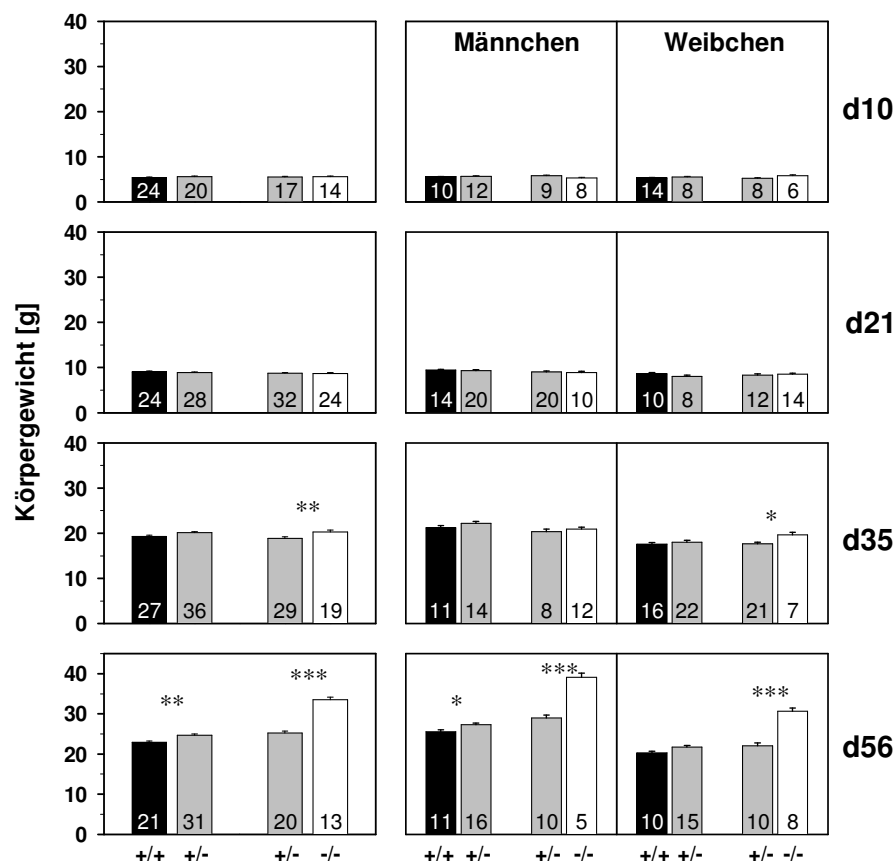 Körpergewicht [g]
40
30
20
10
0
24 20 17 14
Männchen
10 12 9 8
Weibchen
14 8 8 6
d10
40
30
20
10
0
24 28 32 24
14 20 20 10
10 8 12 14
d21
40
30
20
10
0
**
27 36 29 19
11 14 8 12
*
16 22 21 7
d35
40
30
20
10
0
** ***
21 31 20 13
* ***
11 16 10 5
***
10 15 10 8
d56
+/+ +/- +/- -/-
+/+ +/- +/- -/-
+/+ +/- +/- -/-